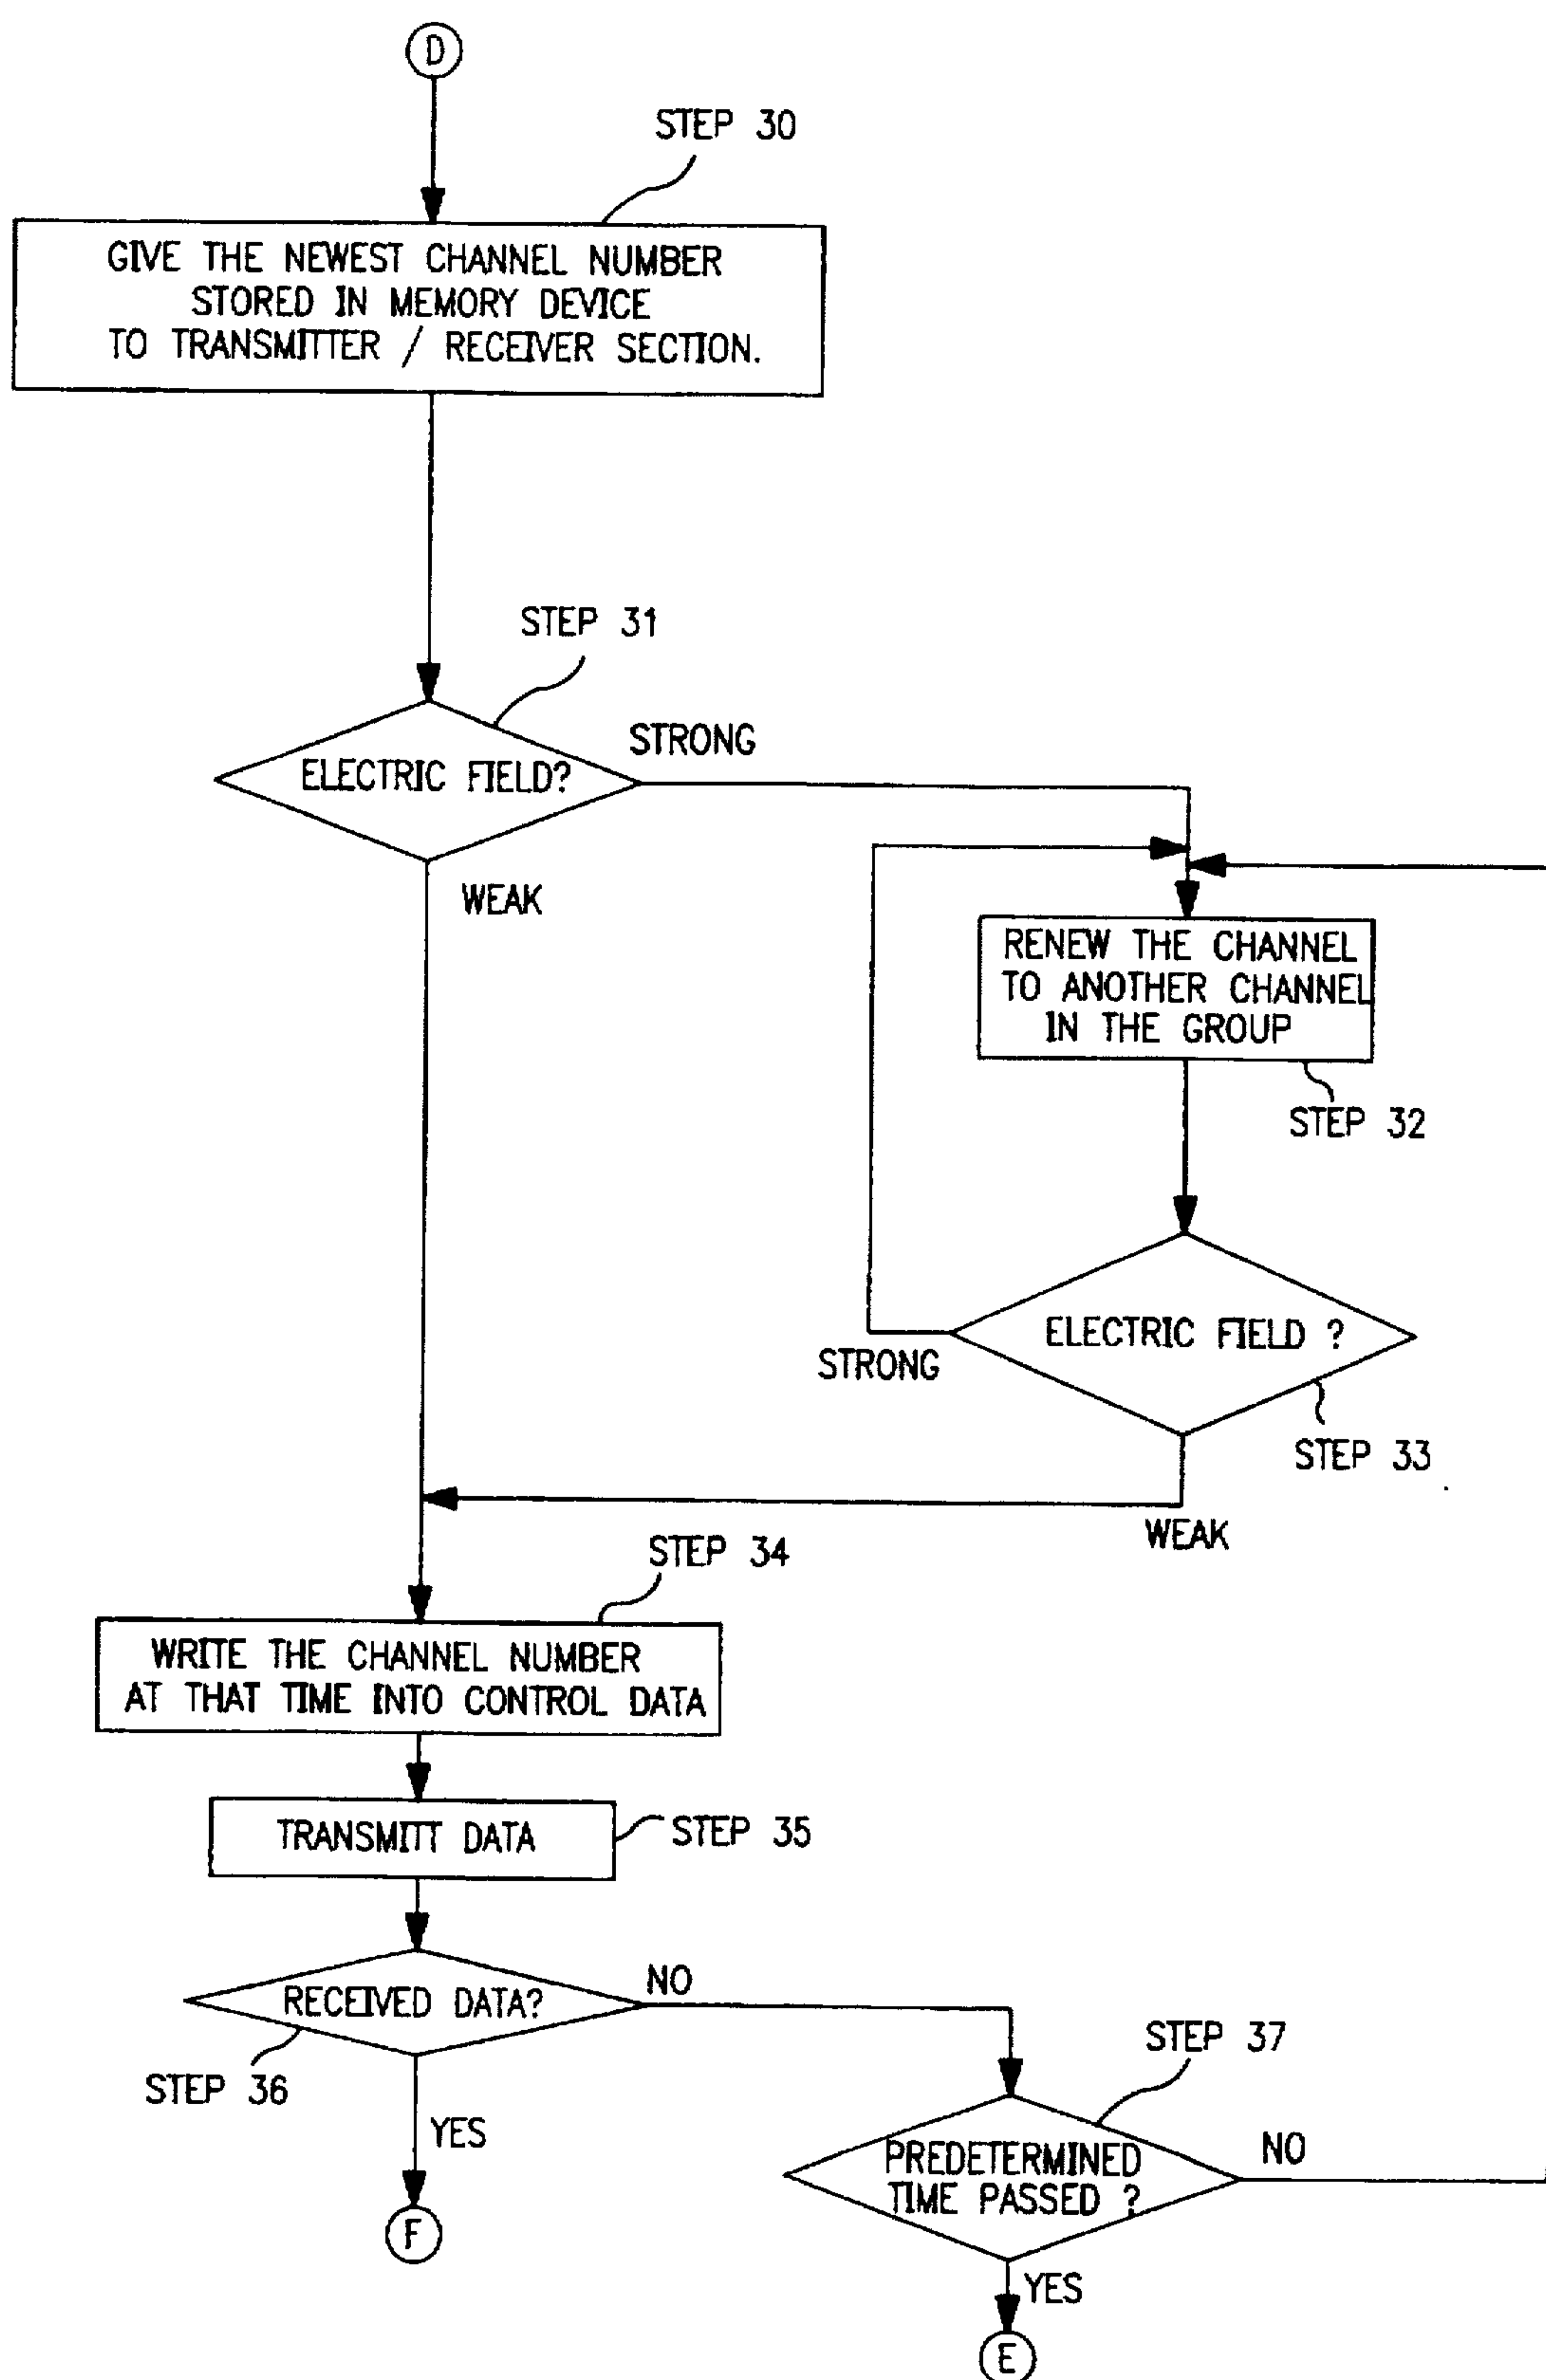 D
STEP 30
GIVE THE NEWEST CHANNEL NUMBER
STORED IN MEMORY DEVICE
TO TRANSMITTER / RECEIVER SECTION.
STEP 31
ELECTRIC FIELD?
STRONG
WEAK
RENEW THE CHANNEL
TO ANOTHER CHANNEL
IN THE GROUP
STEP 32
ELECTRIC FIELD ?
STRONG
STEP 33
WEAK
STEP 34
WRITE THE CHANNEL NUMBER
AT THAT TIME INTO CONTROL DATA
TRANSMITT DATA
STEP 35
RECEIVED DATA?
NO
STEP 36
YES
F
STEP 37
PREDETERMINED
TIME PASSED ?
NO
YES
E